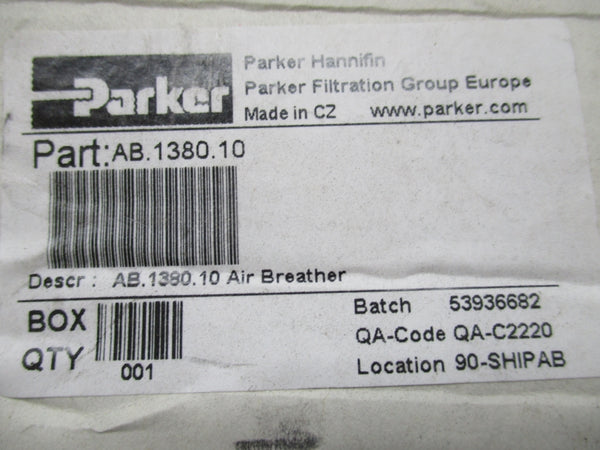 Parker
Parker Hannifin
Parker Filtration Group Europe
Made in CZ www.parker.com
Part: AB.1380.10
Descr : AB.1380.10 Air Breather
BOX
QTY
001
Batch 53936682
QA-Code QA-C2220
Location 90-SHIPAB